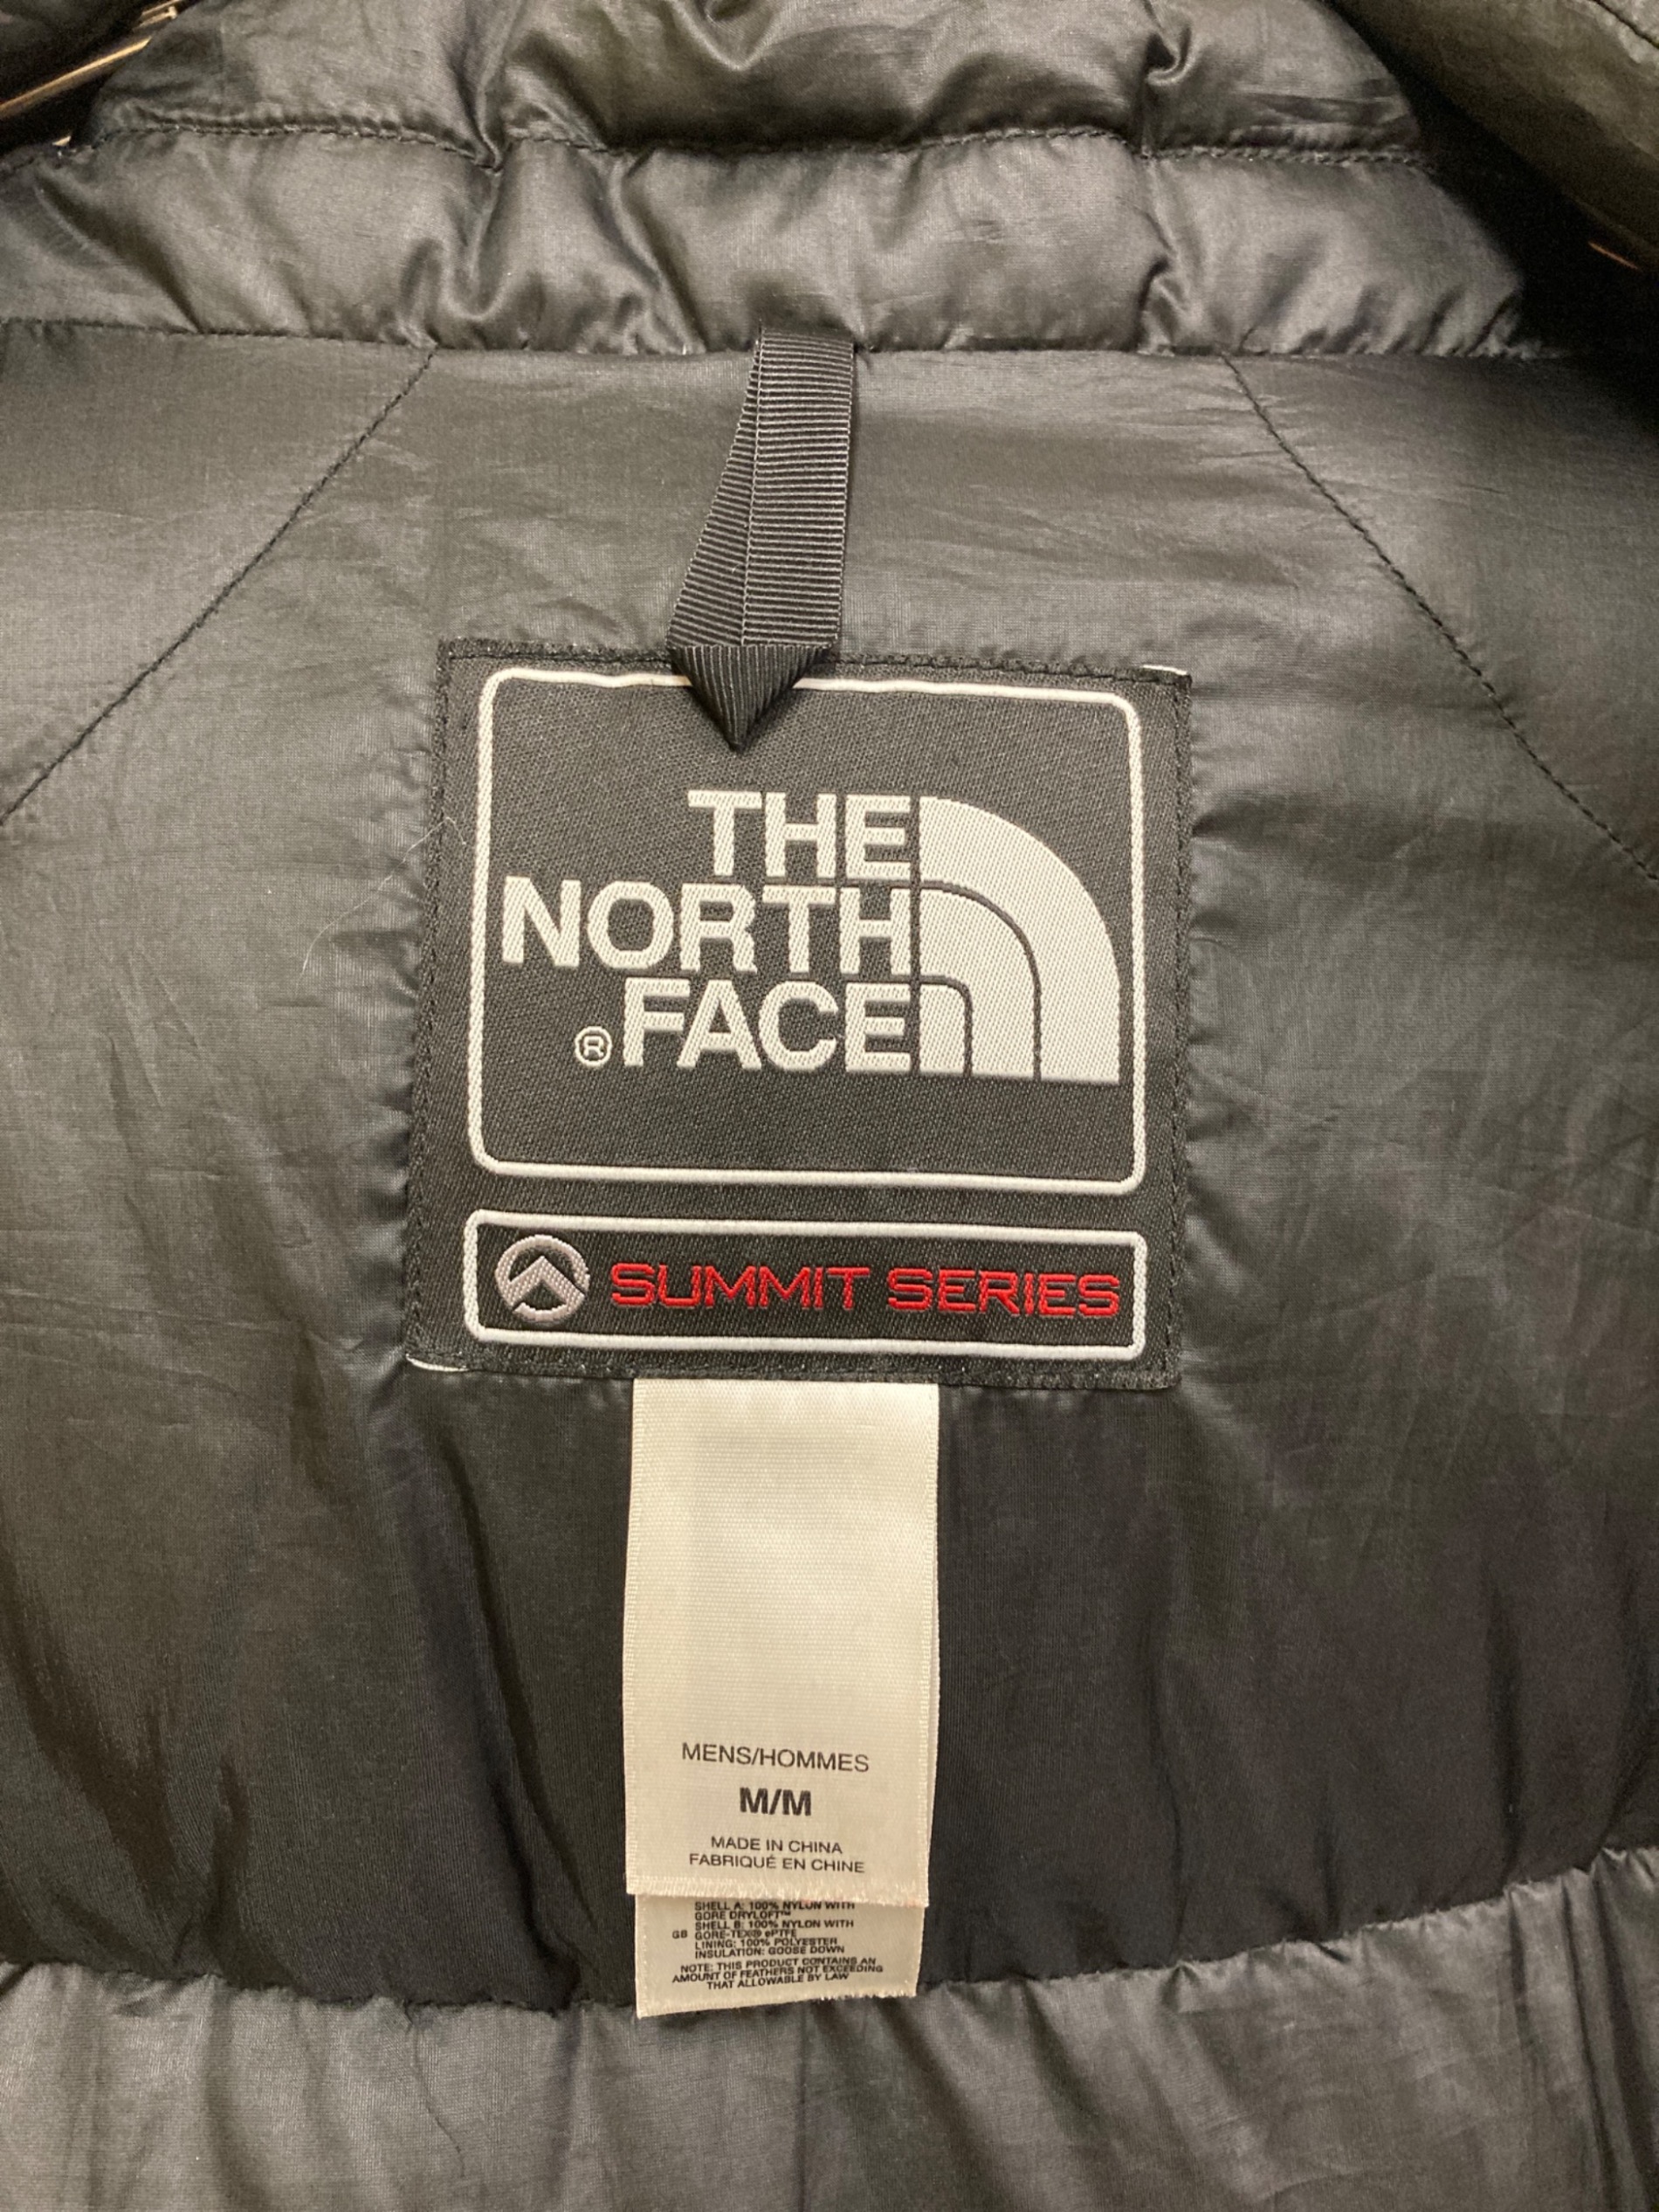 THE
NORTH
FACE
®
SUMMIT SERIES
MENS/HOMMES
M/M
MADE IN CHINA
FABRIQUÉ EN CHINE
SHELL A: 100% NYLON WITH
GORE DRYLOFT™
SHELL B: 100% NYLON WITH
GB GORE-TEX® ePTFE
LINING: 100% POLYESTER
INSULATION: GOOSE DOWN
NOTE: THIS PRODUCT CONTAINS AN
AMOUNT OF FEATHERS NOT EXCEEDING
THAT ALLOWABLE BY LAW